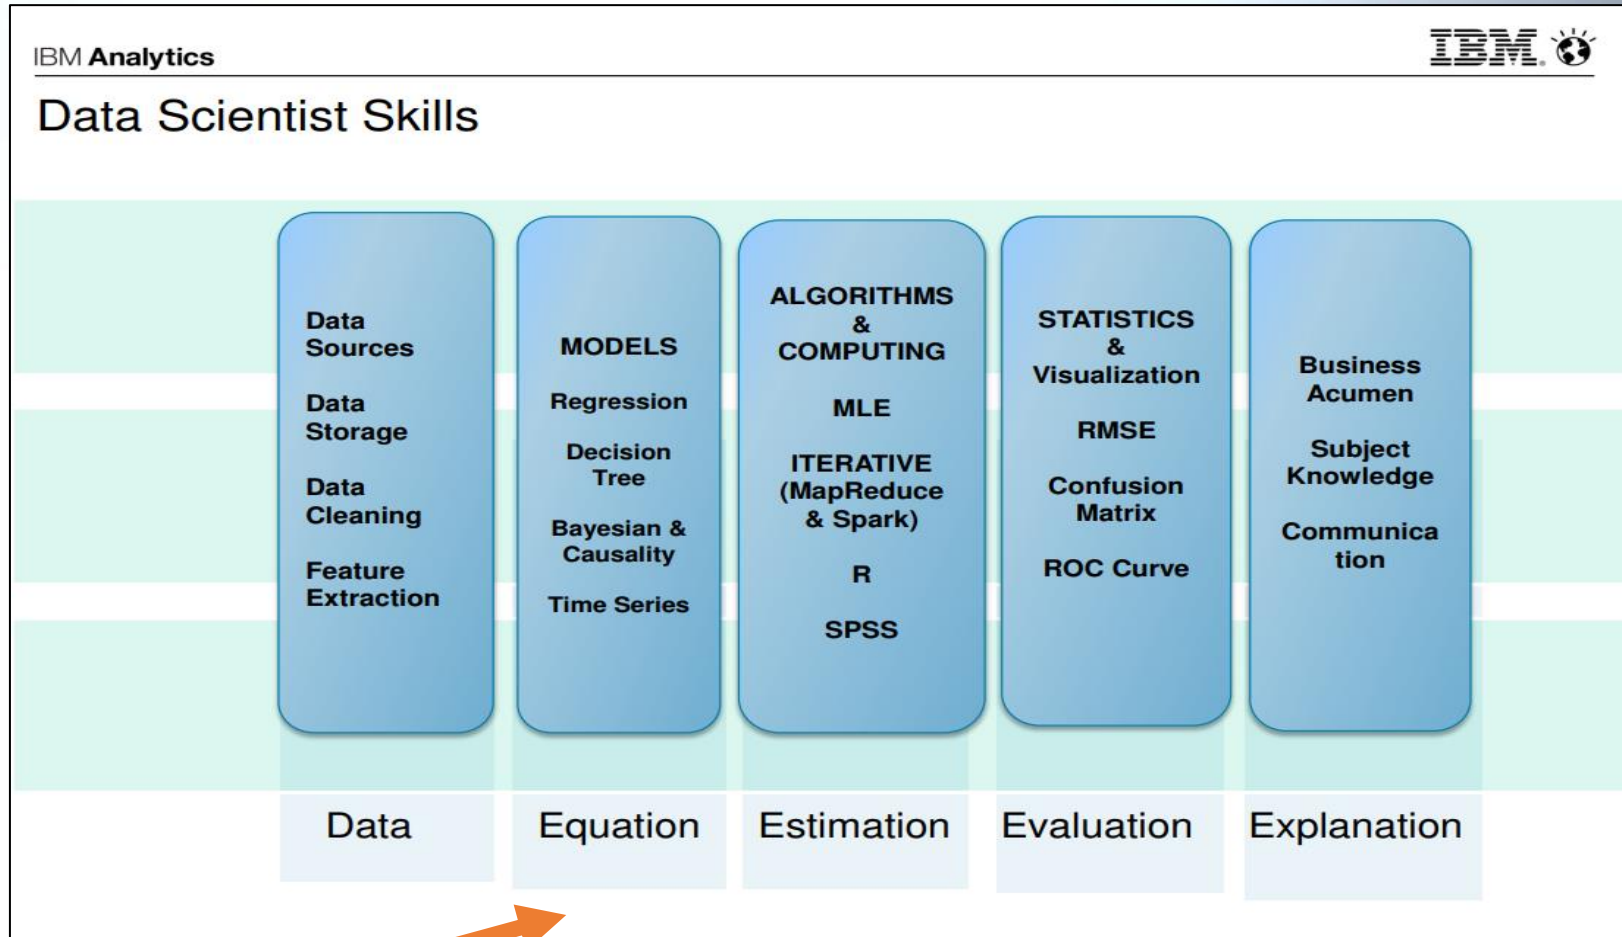 IBM Analytics
IBM.
Data Scientist Skills
Data
Sources
Data
Storage
Data
Cleaning
Feature
Extraction
MODELS
Regression
Decision
Tree
Bayesian &
Causality
Time Series
ALGORITHMS
&
COMPUTING
MLE
ITERATIVE
(MapReduce
& Spark)
R
SPSS
STATISTICS
&
Visualization
RMSE
Confusion
Matrix
ROC Curve
Business
Acumen
Subject
Knowledge
Communica
tion
Data
Equation
Estimation
Evaluation
Explanation